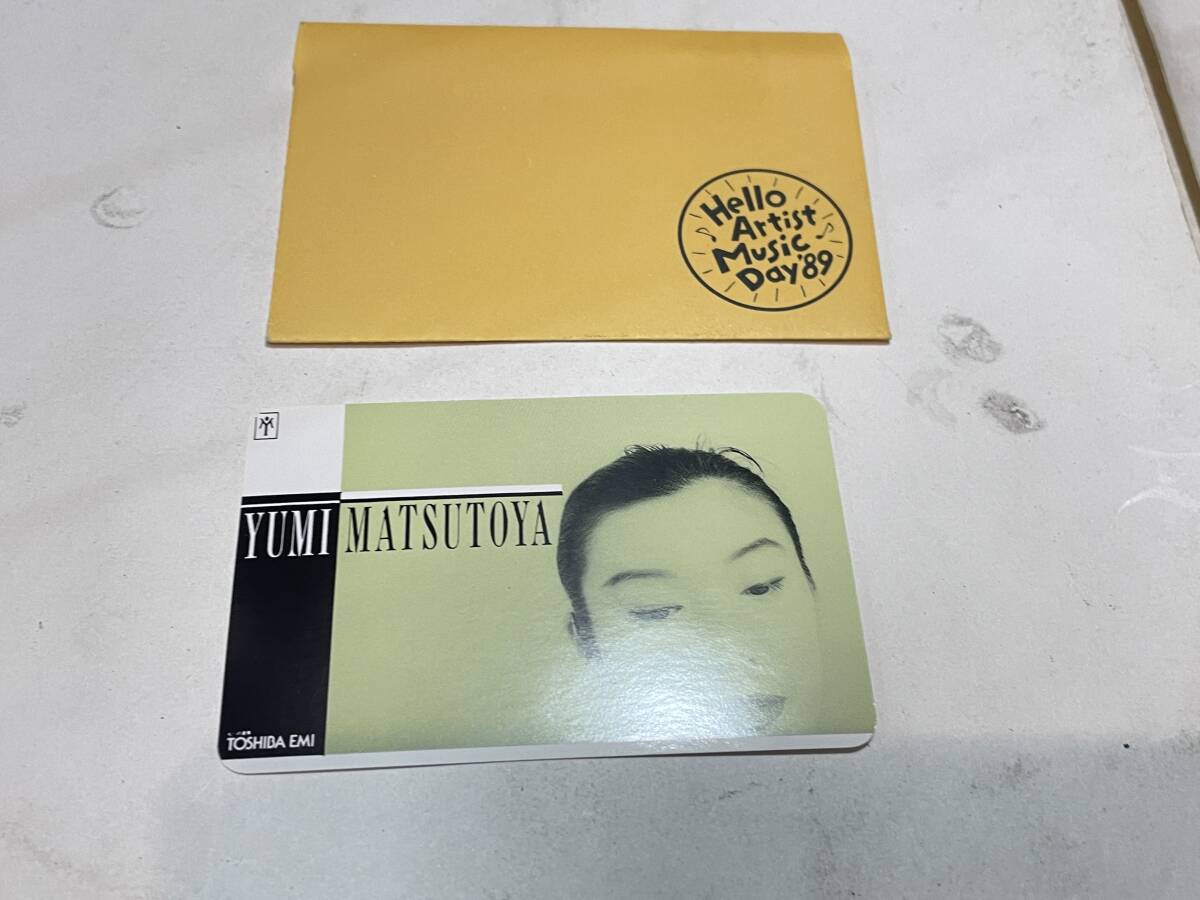 Hello
Artist
Music
Day '89
YUMI MATSUTOYA
TOSHIBA EMI